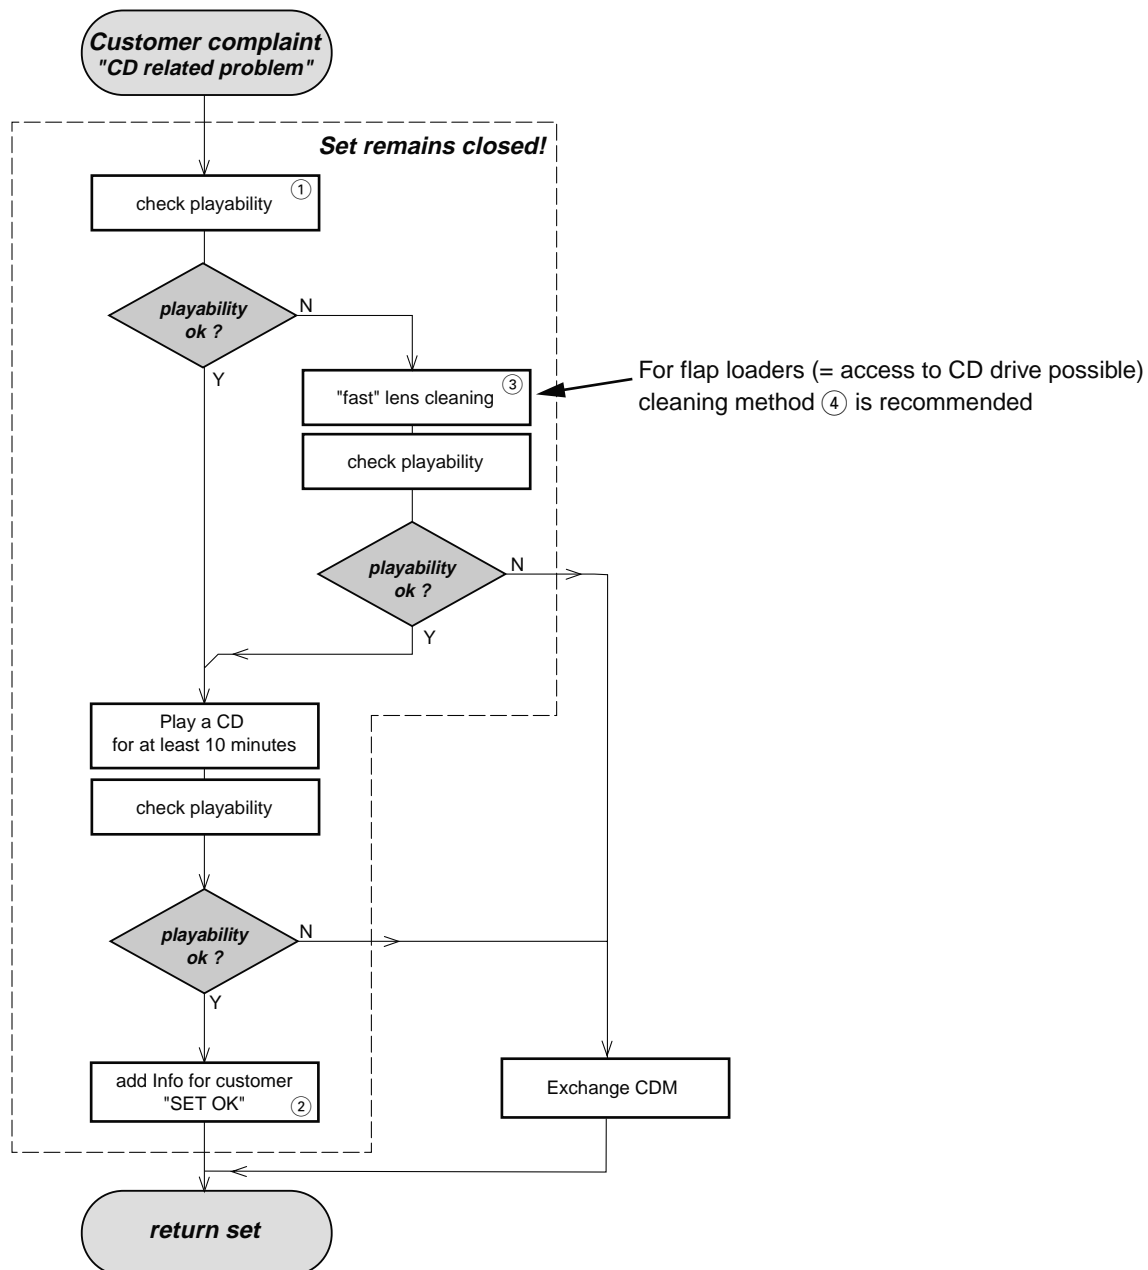 Customer complaint
"CD related problem"
Set remains closed!
check playability ①
playability
ok ?
N
Y
"fast" lens cleaning ③
For flap loaders (= access to CD drive possible)
cleaning method ④ is recommended
check playability
playability
ok ?
N
Y
Play a CD
for at least 10 minutes
check playability
playability
ok ?
N
Y
add Info for customer
"SET OK" ②
Exchange CDM
return set